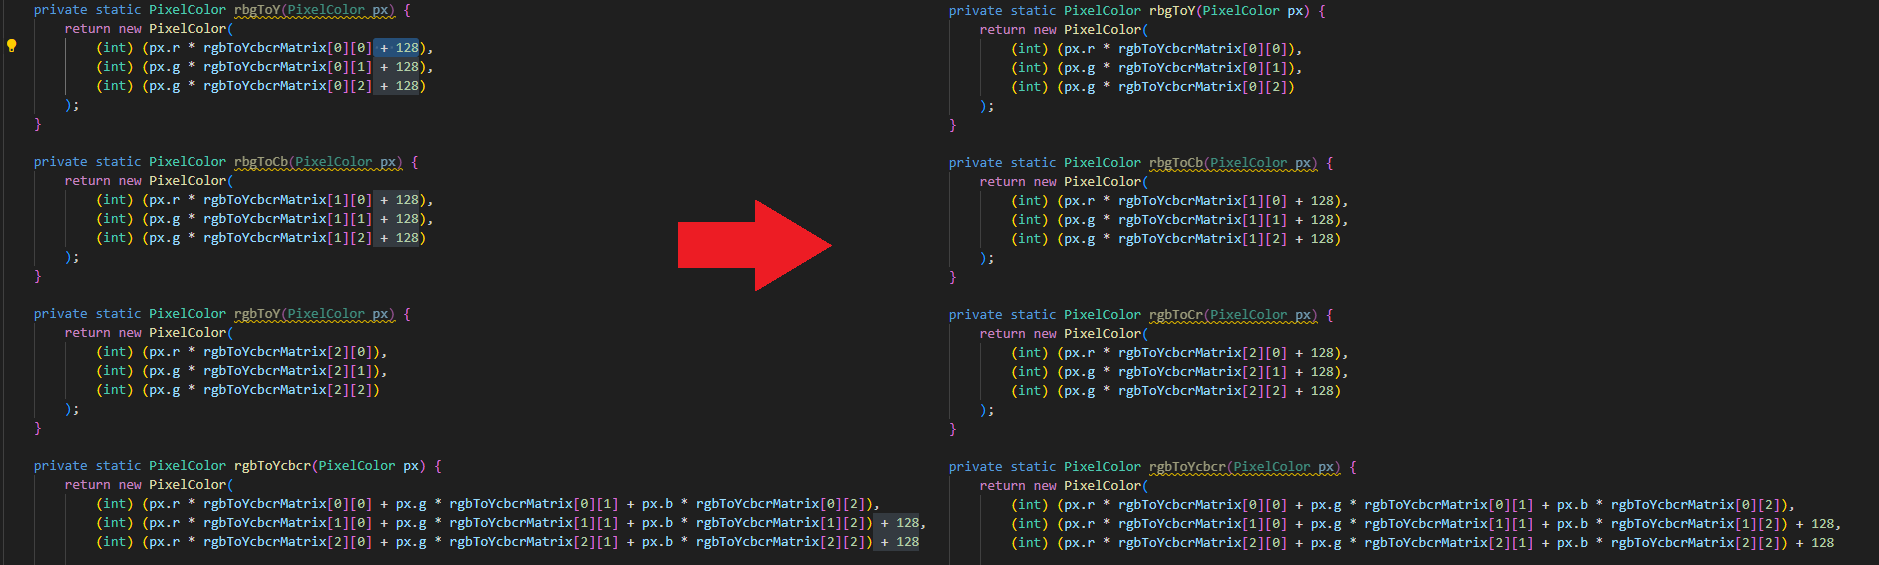 private static PixelColor rbgToY(PixelColor px) {
    return new PixelColor(
        (int) (px.r * rgbToYcbcrMatrix[0][0] + 128),
        (int) (px.g * rgbToYcbcrMatrix[0][1] + 128),
        (int) (px.g * rgbToYcbcrMatrix[0][2] + 128)
    );
}
private static PixelColor rbgToCb(PixelColor px) {
    return new PixelColor(
        (int) (px.r * rgbToYcbcrMatrix[1][0] + 128),
        (int) (px.g * rgbToYcbcrMatrix[1][1] + 128),
        (int) (px.g * rgbToYcbcrMatrix[1][2] + 128)
    );
}
private static PixelColor rgbToY(PixelColor px) {
    return new PixelColor(
        (int) (px.r * rgbToYcbcrMatrix[2][0]),
        (int) (px.g * rgbToYcbcrMatrix[2][1]),
        (int) (px.g * rgbToYcbcrMatrix[2][2])
    );
}
private static PixelColor rgbToYcbcr(PixelColor px) {
    return new PixelColor(
        (int) (px.r * rgbToYcbcrMatrix[0][0] + px.g * rgbToYcbcrMatrix[0][1] + px.b * rgbToYcbcrMatrix[0][2]),
        (int) (px.r * rgbToYcbcrMatrix[1][0] + px.g * rgbToYcbcrMatrix[1][1] + px.b * rgbToYcbcrMatrix[1][2]) + 128,
        (int) (px.r * rgbToYcbcrMatrix[2][0] + px.g * rgbToYcbcrMatrix[2][1] + px.b * rgbToYcbcrMatrix[2][2]) + 128
private static PixelColor rbgToY(PixelColor px) {
    return new PixelColor(
        (int) (px.r * rgbToYcbcrMatrix[0][0]),
        (int) (px.g * rgbToYcbcrMatrix[0][1]),
        (int) (px.g * rgbToYcbcrMatrix[0][2])
    );
}
private static PixelColor rbgToCb(PixelColor px) {
    return new PixelColor(
        (int) (px.r * rgbToYcbcrMatrix[1][0] + 128),
        (int) (px.g * rgbToYcbcrMatrix[1][1] + 128),
        (int) (px.g * rgbToYcbcrMatrix[1][2] + 128)
    );
}
private static PixelColor rgbToCr(PixelColor px) {
    return new PixelColor(
        (int) (px.r * rgbToYcbcrMatrix[2][0] + 128),
        (int) (px.g * rgbToYcbcrMatrix[2][1] + 128),
        (int) (px.g * rgbToYcbcrMatrix[2][2] + 128)
    );
}
private static PixelColor rgbToYcbcr(PixelColor px) {
    return new PixelColor(
        (int) (px.r * rgbToYcbcrMatrix[0][0] + px.g * rgbToYcbcrMatrix[0][1] + px.b * rgbToYcbcrMatrix[0][2]),
        (int) (px.r * rgbToYcbcrMatrix[1][0] + px.g * rgbToYcbcrMatrix[1][1] + px.b * rgbToYcbcrMatrix[1][2]) + 128,
        (int) (px.r * rgbToYcbcrMatrix[2][0] + px.g * rgbToYcbcrMatrix[2][1] + px.b * rgbToYcbcrMatrix[2][2]) + 128